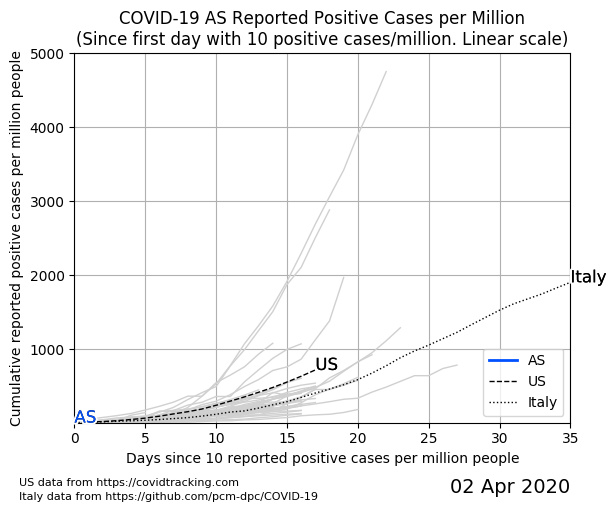 COVID-19 AS Reported Positive Cases per Million
(Since first day with 10 positive cases/million. Linear scale)
Cumulative reported positive cases per million people
5000
4000
3000
2000
1000
Italy
US
AS
AS
US
Italy
0
5
10
15
20
25
30
35
Days since 10 reported positive cases per million people
US data from https://covidtracking.com
Italy data from https://github.com/pcm-dpc/COVID-19
02 Apr 2020